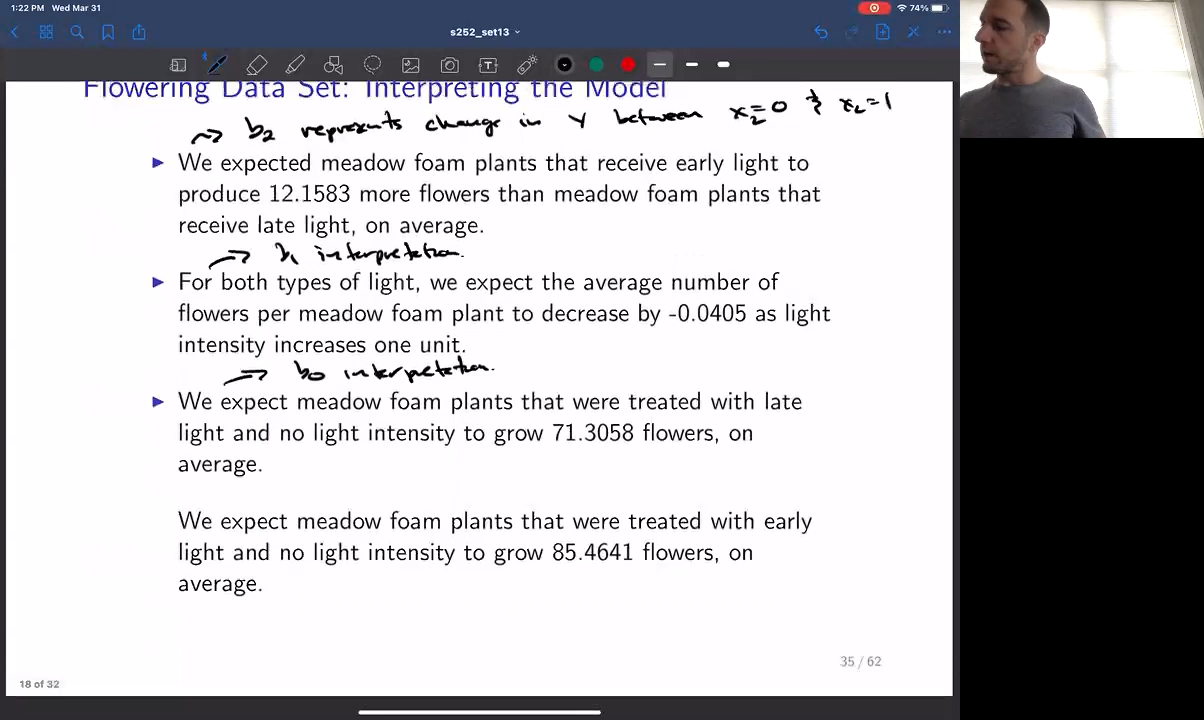 1:22 PM Wed Mar 31
74%
s252_set13
Flowering Data Set: Interpreting the Model
b2 represents change in Y between x2=0 & x2=1
▶ We expected meadow foam plants that receive early light to
produce 12.1583 more flowers than meadow foam plants that
receive late light, on average.
b1 interpretation.
▶ For both types of light, we expect the average number of
flowers per meadow foam plant to decrease by -0.0405 as light
intensity increases one unit.
b0 interpretation.
▶ We expect meadow foam plants that were treated with late
light and no light intensity to grow 71.3058 flowers, on
average.
We expect meadow foam plants that were treated with early
light and no light intensity to grow 85.4641 flowers, on
average.
35 / 62
18 of 32